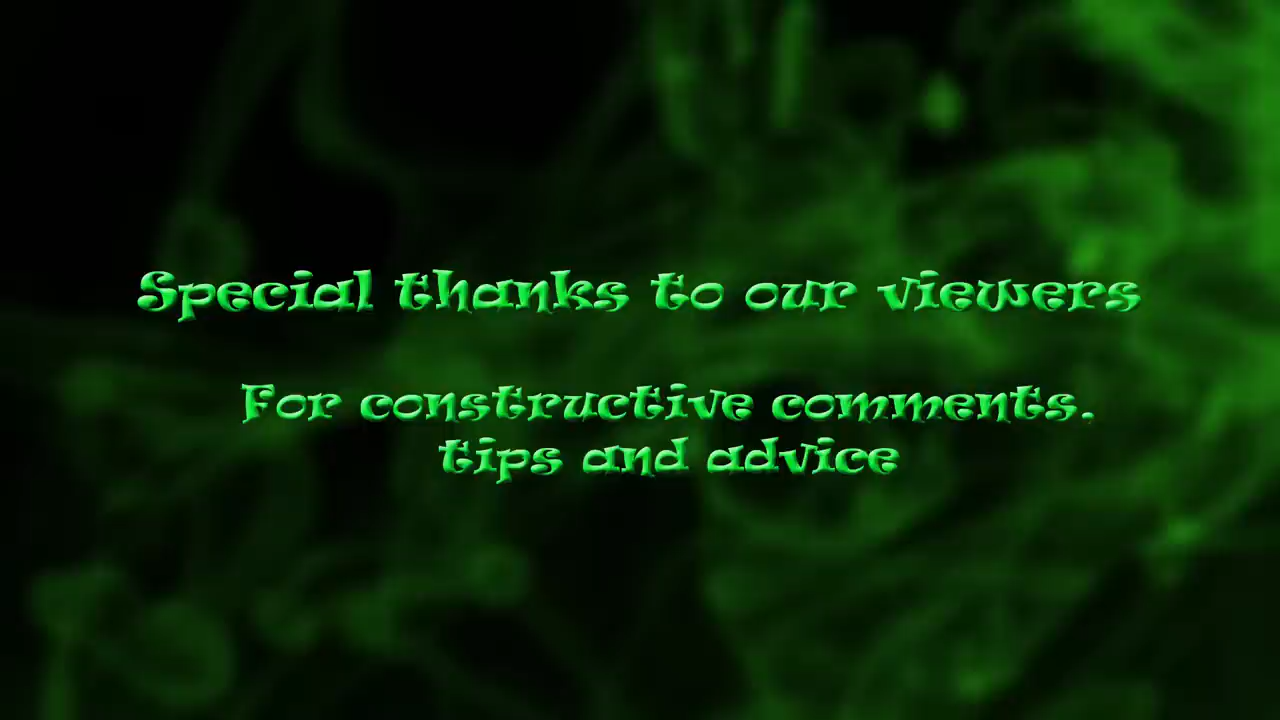 Special thanks to our viewers
For constructive comments,
tips and advice